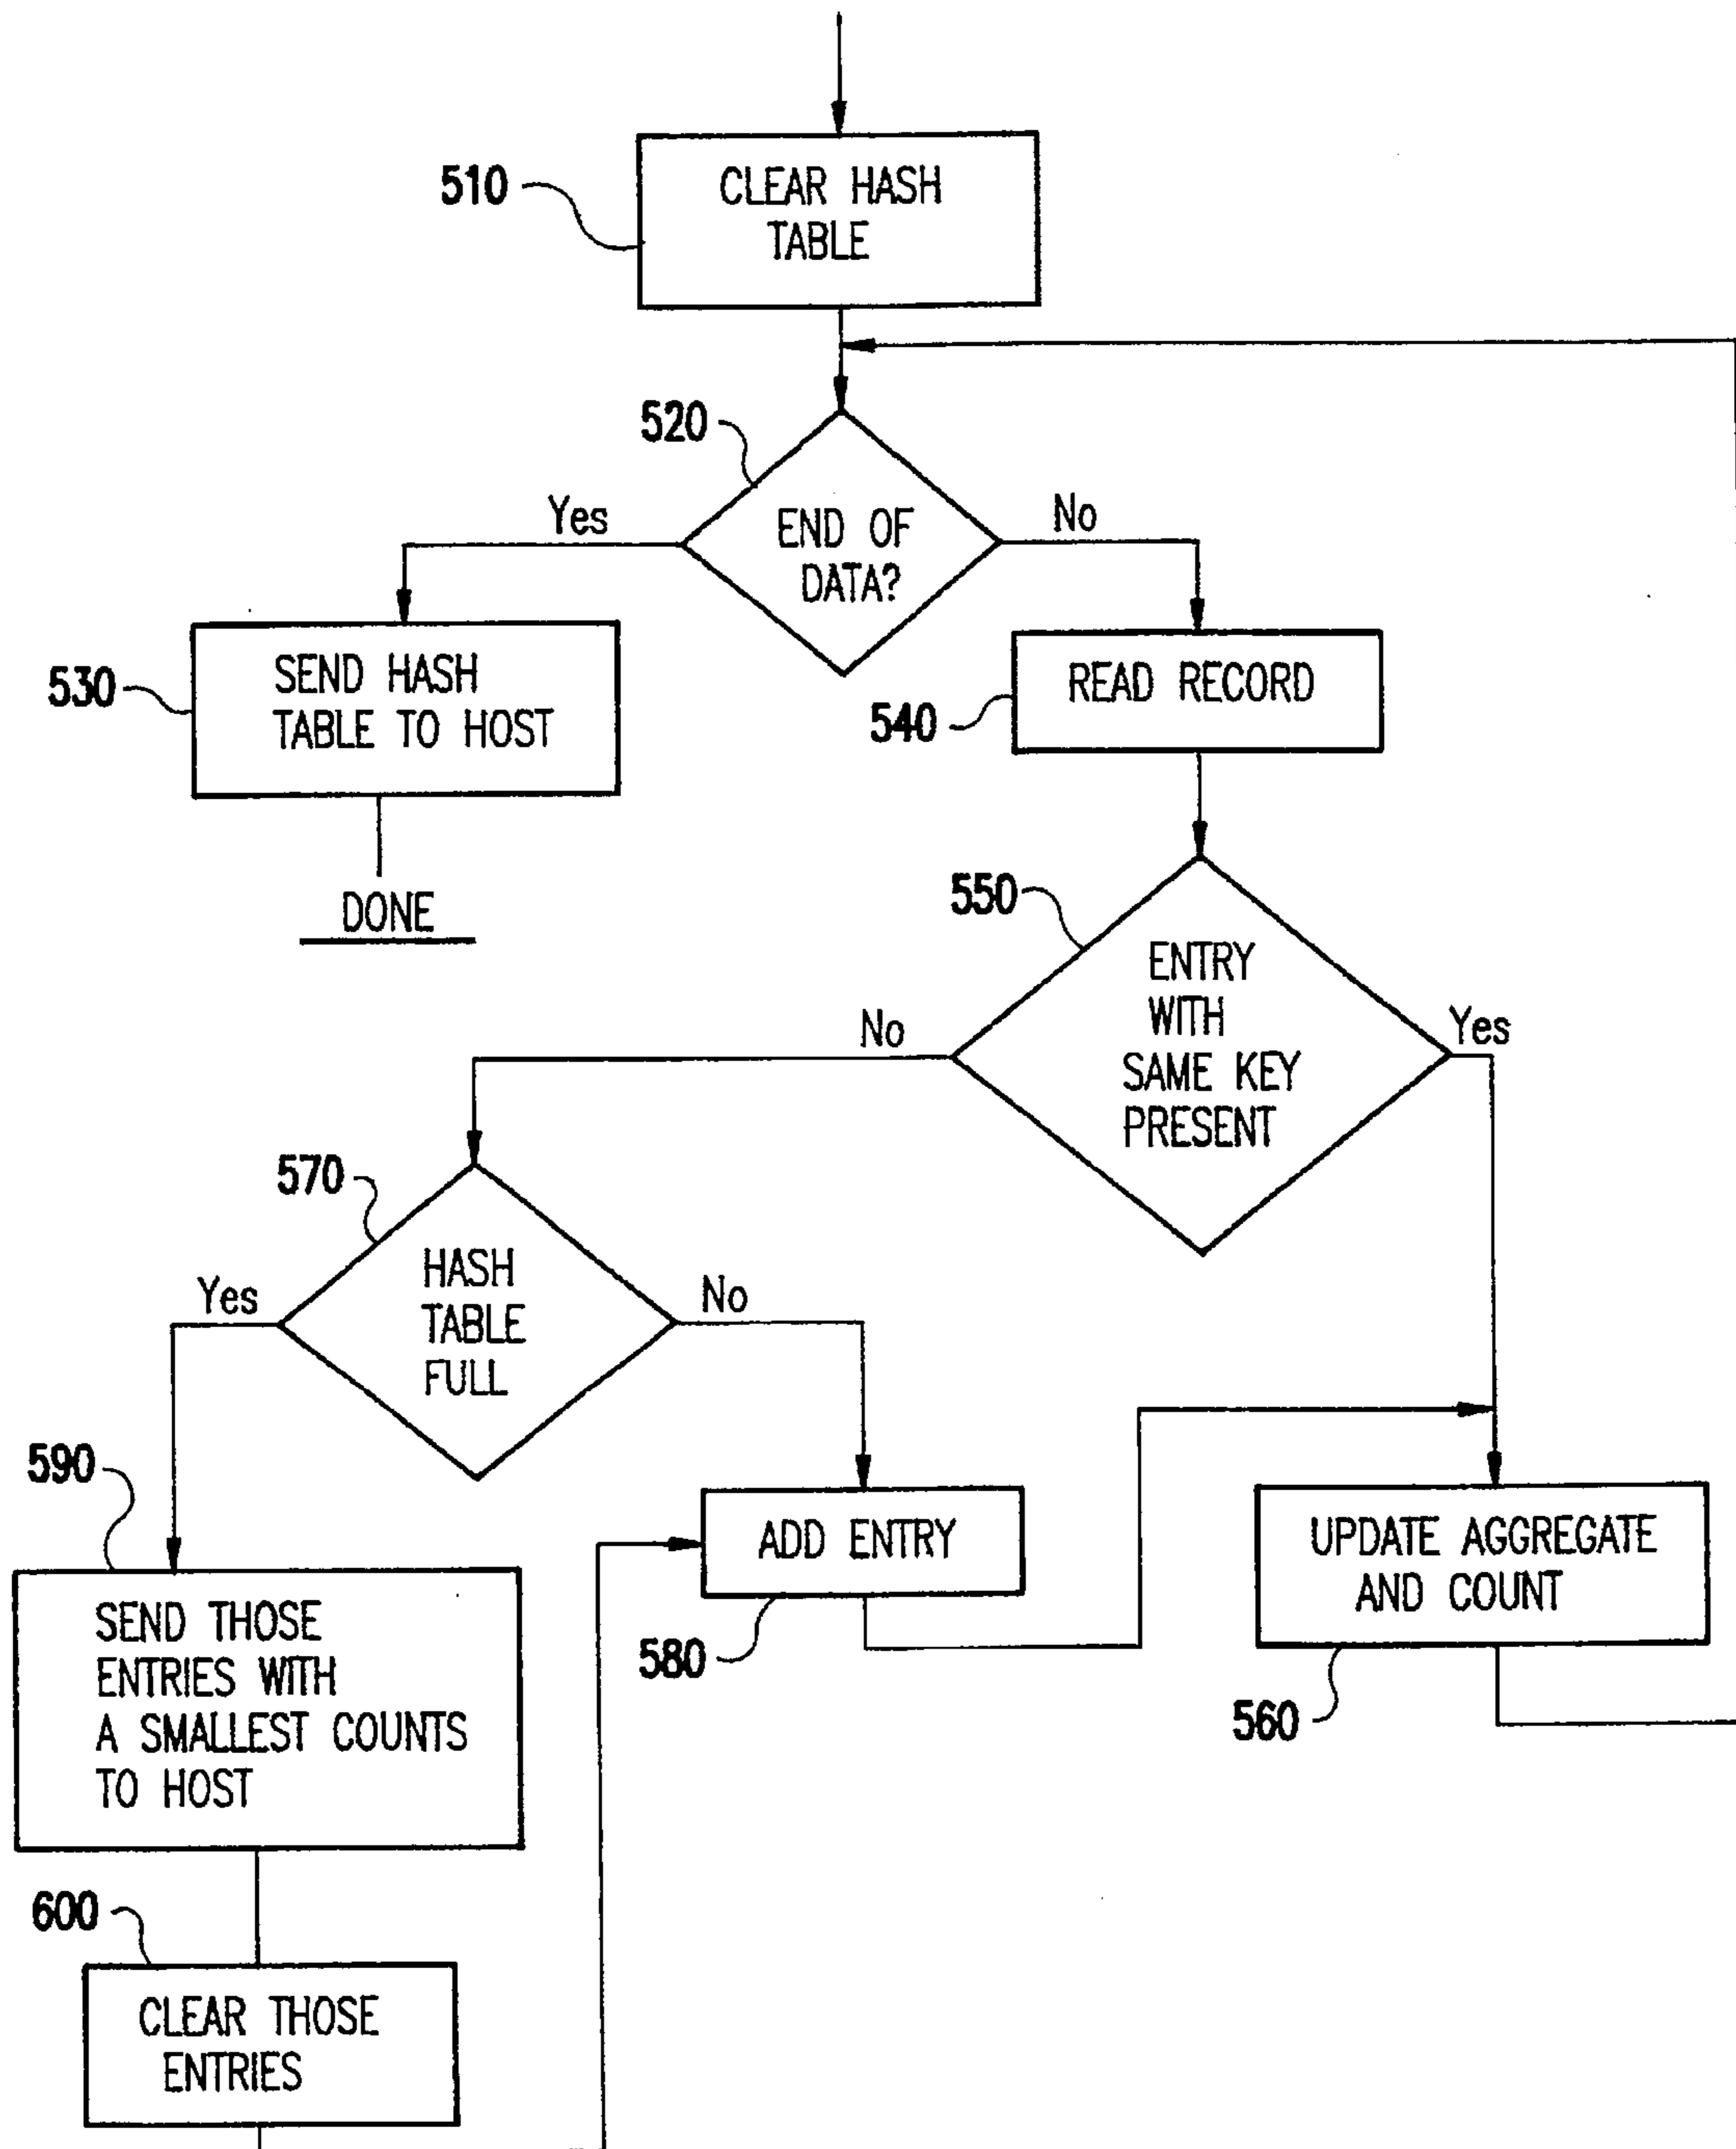 510
CLEAR HASH
TABLE
520
Yes
END OF
DATA?
No
530
SEND HASH
TABLE TO HOST
DONE
540
READ RECORD
550
ENTRY
WITH
SAME KEY
PRESENT
No
Yes
570
HASH
TABLE
FULL
Yes
No
590
SEND THOSE
ENTRIES WITH
A SMALLEST COUNTS
TO HOST
ADD ENTRY
580
UPDATE AGGREGATE
AND COUNT
560
600
CLEAR THOSE
ENTRIES